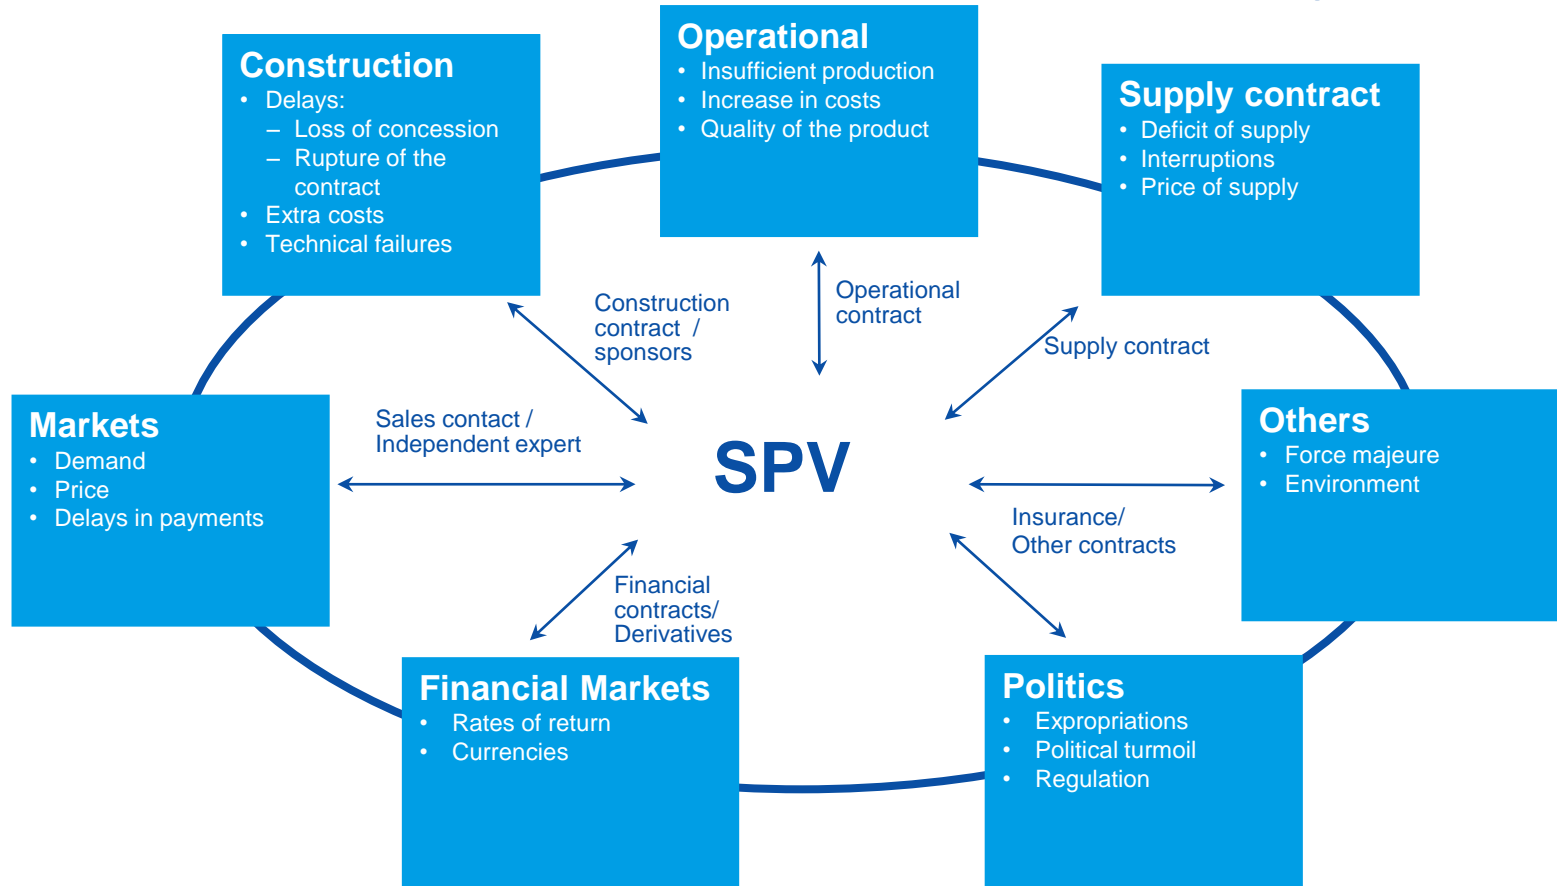 Construction
• Delays:
– Loss of concession
– Rupture of the
contract
• Extra costs
• Technical failures
Operational
• Insufficient production
• Increase in costs
• Quality of the product
Supply contract
• Deficit of supply
• Interruptions
• Price of supply
Construction
contract /
sponsors
Operational
contract
Supply contract
Markets
• Demand
• Price
• Delays in payments
Sales contact /
Independent expert
SPV
Others
• Force majeure
• Environment
Insurance/
Other contracts
Financial
contracts/
Derivatives
Financial Markets
• Rates of return
• Currencies
Politics
• Expropriations
• Political turmoil
• Regulation